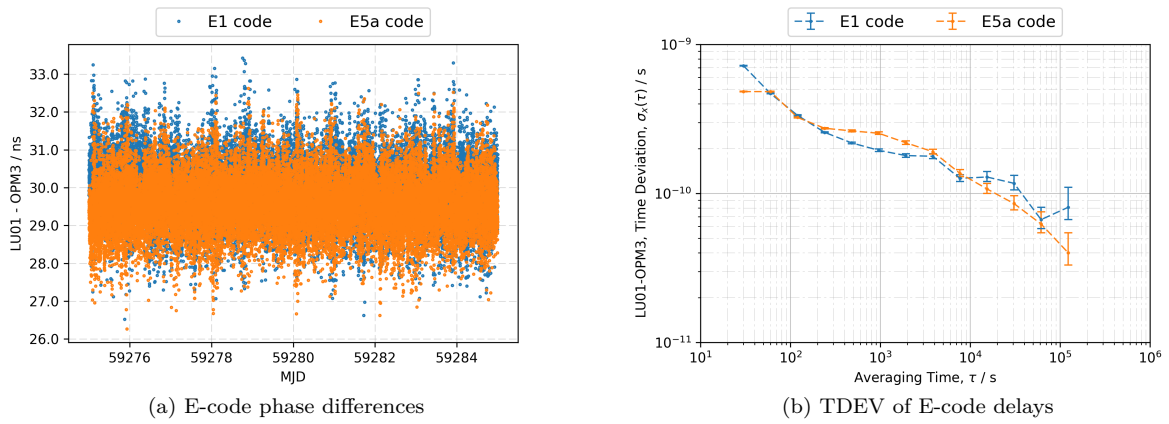 E1 code E5a code
33.0
32.0
31.0
30.0
29.0
28.0
27.0
26.0
LU01 - OPM3 / ns
59276 59278 59280 59282 59284
MJD
(a) E-code phase differences
E1 code E5a code
10⁻⁹
10⁻¹⁰
10⁻¹¹
LU01-OPM3, Time Deviation, σₓ(τ) / s
10¹ 10² 10³ 10⁴ 10⁵ 10⁶
Averaging Time, τ / s
(b) TDEV of E-code delays